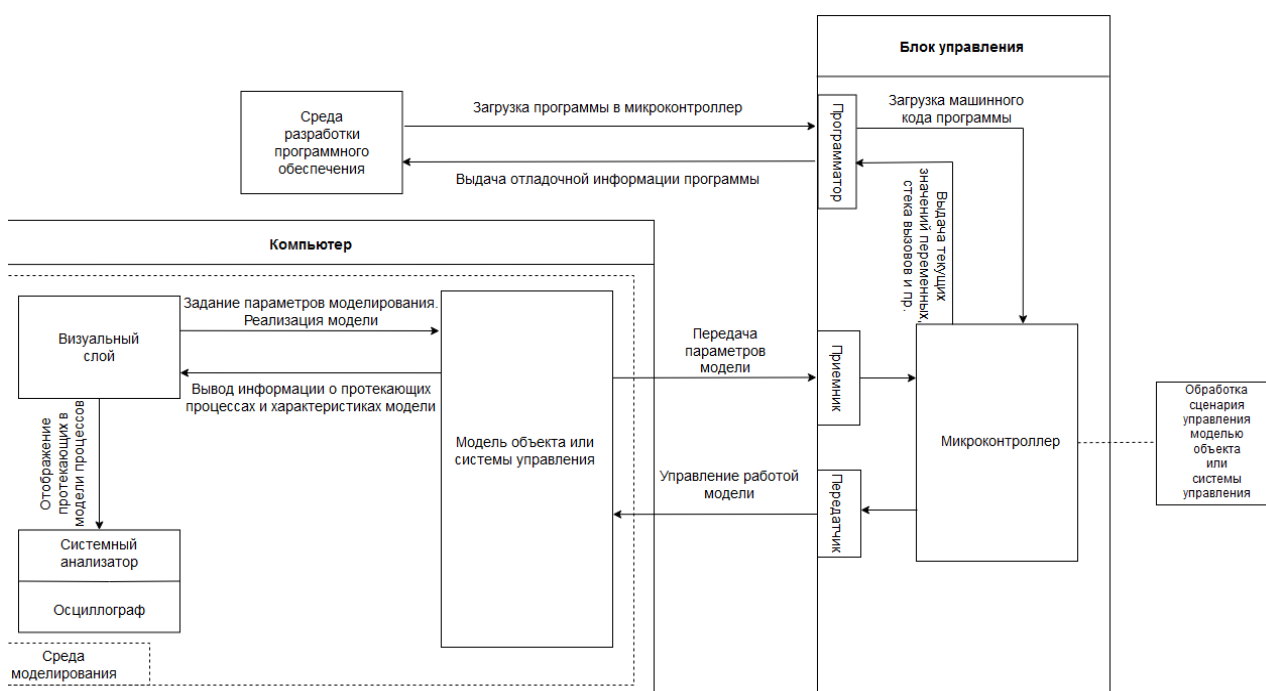 Блок управления
Среда
разработки
программного
обеспечения
Загрузка программы в микроконтроллер
Выдача отладочной информации программы
Программатор
Загрузка машинного
кода программы
Выдача текущих
значений переменных,
стека вызовов и пр.
Компьютер
Визуальный
слой
Задание параметров моделирования.
Реализация модели
Вывод информации о протекающих
процессах и характеристиках модели
Модель объекта или
системы управления
Передача
параметров
модели
Приемник
Микроконтроллер
Обработка
сценария
управления
моделью
объекта
или
системы
управления
Управление работой
модели
Передатчик
Отображение
протекающих в
модели процессов
Системный
анализатор
Осциллограф
Среда
моделирования